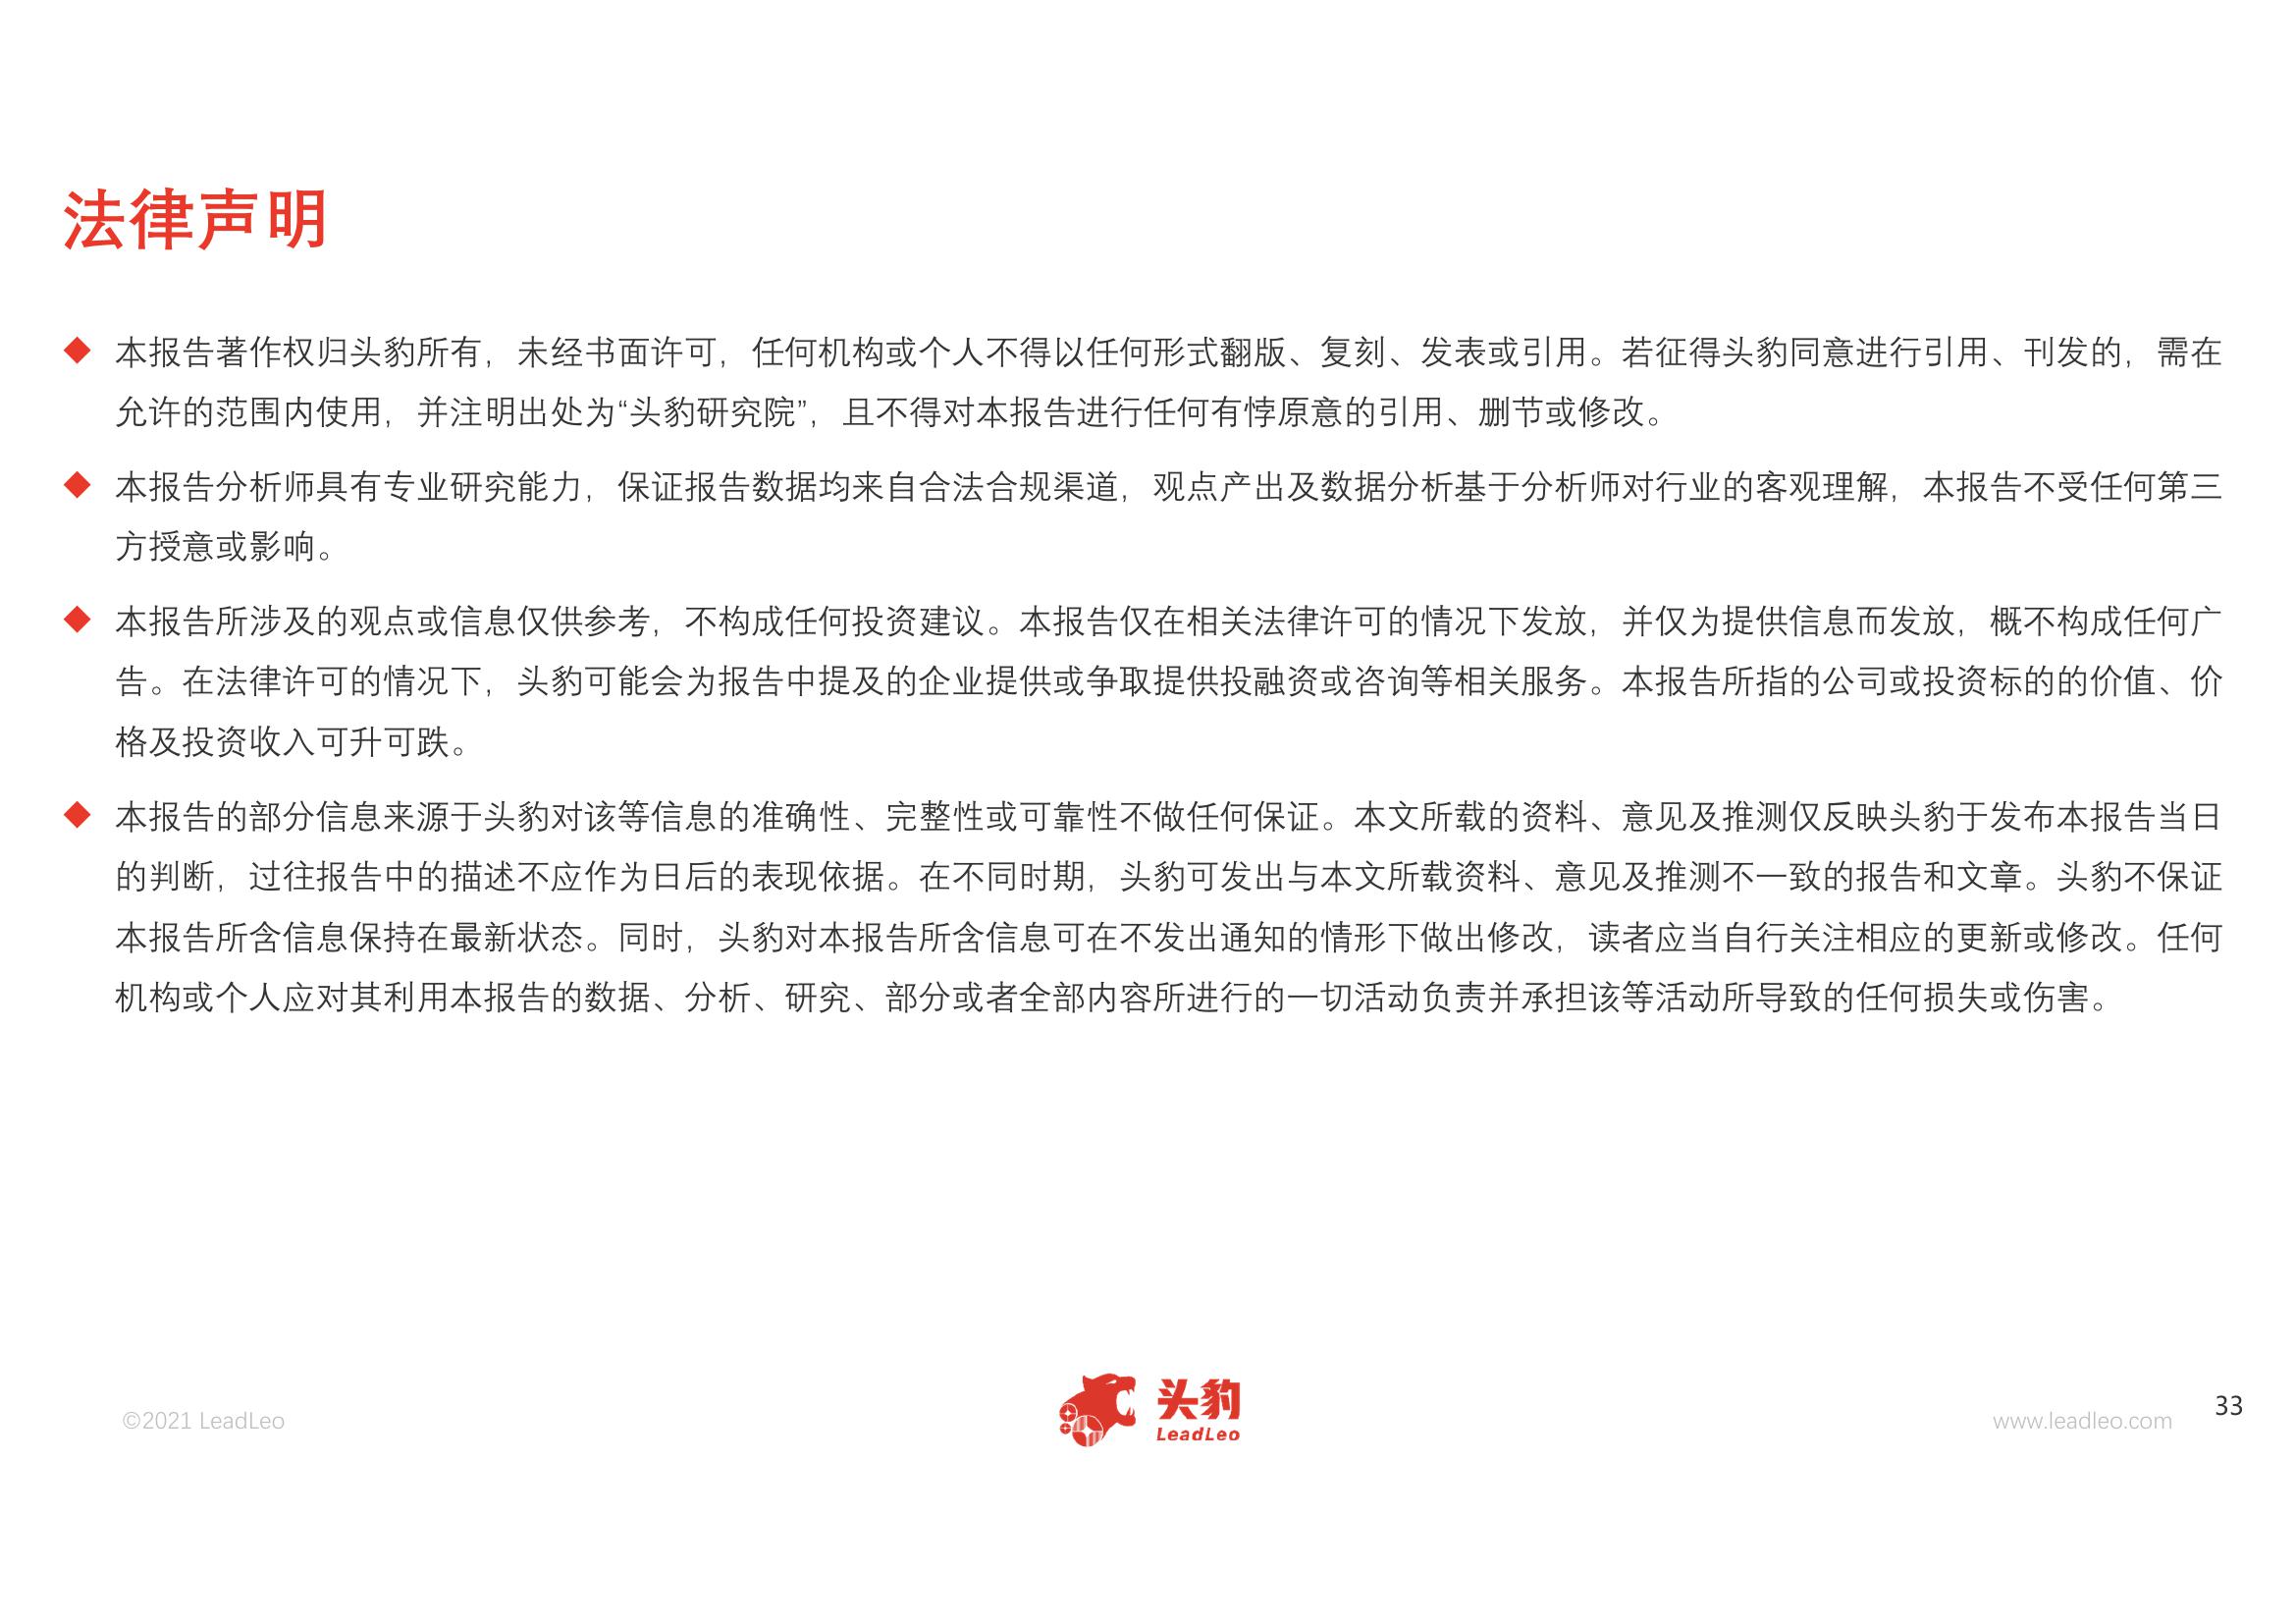 法律声明
◆ 本报告著作权归头豹所有，未经书面许可，任何机构或个人不得以任何形式翻版、复刻、发表或引用。若征得头豹同意进行引用、刊发的，需在
允许的范围内使用，并注明出处为“头豹研究院”，且不得对本报告进行任何有悖原意的引用、删节或修改。
◆ 本报告分析师具有专业研究能力，保证报告数据均来自合法合规渠道，观点产出及数据分析基于分析师对行业的客观理解，本报告不受任何第三
方授意或影响。
◆ 本报告所涉及的观点或信息仅供参考，不构成任何投资建议。本报告仅在相关法律许可的情况下发放，并仅为提供信息而发放，概不构成任何广
告。在法律许可的情况下，头豹可能会为报告中提及的企业提供或争取提供投融资或咨询等相关服务。本报告所指的公司或投资标的的价值、价
格及投资收入可升可跌。
◆ 本报告的部分信息来源于头豹对该等信息的准确性、完整性或可靠性不做任何保证。本文所载的资料、意见及推测仅反映头豹于发布本报告当日
的判断，过往报告中的描述不应作为日后的表现依据。在不同时期，头豹可发出与本文所载资料、意见及推测不一致的报告和文章。头豹不保证
本报告所含信息保持在最新状态。同时，头豹对本报告所含信息可在不发出通知的情形下做出修改，读者应当自行关注相应的更新或修改。任何
机构或个人应对其利用本报告的数据、分析、研究、部分或者全部内容所进行的一切活动负责并承担该等活动所导致的任何损失或伤害。
©2021 LeadLeo
头豹
LeadLeo
www.leadleo.com
33